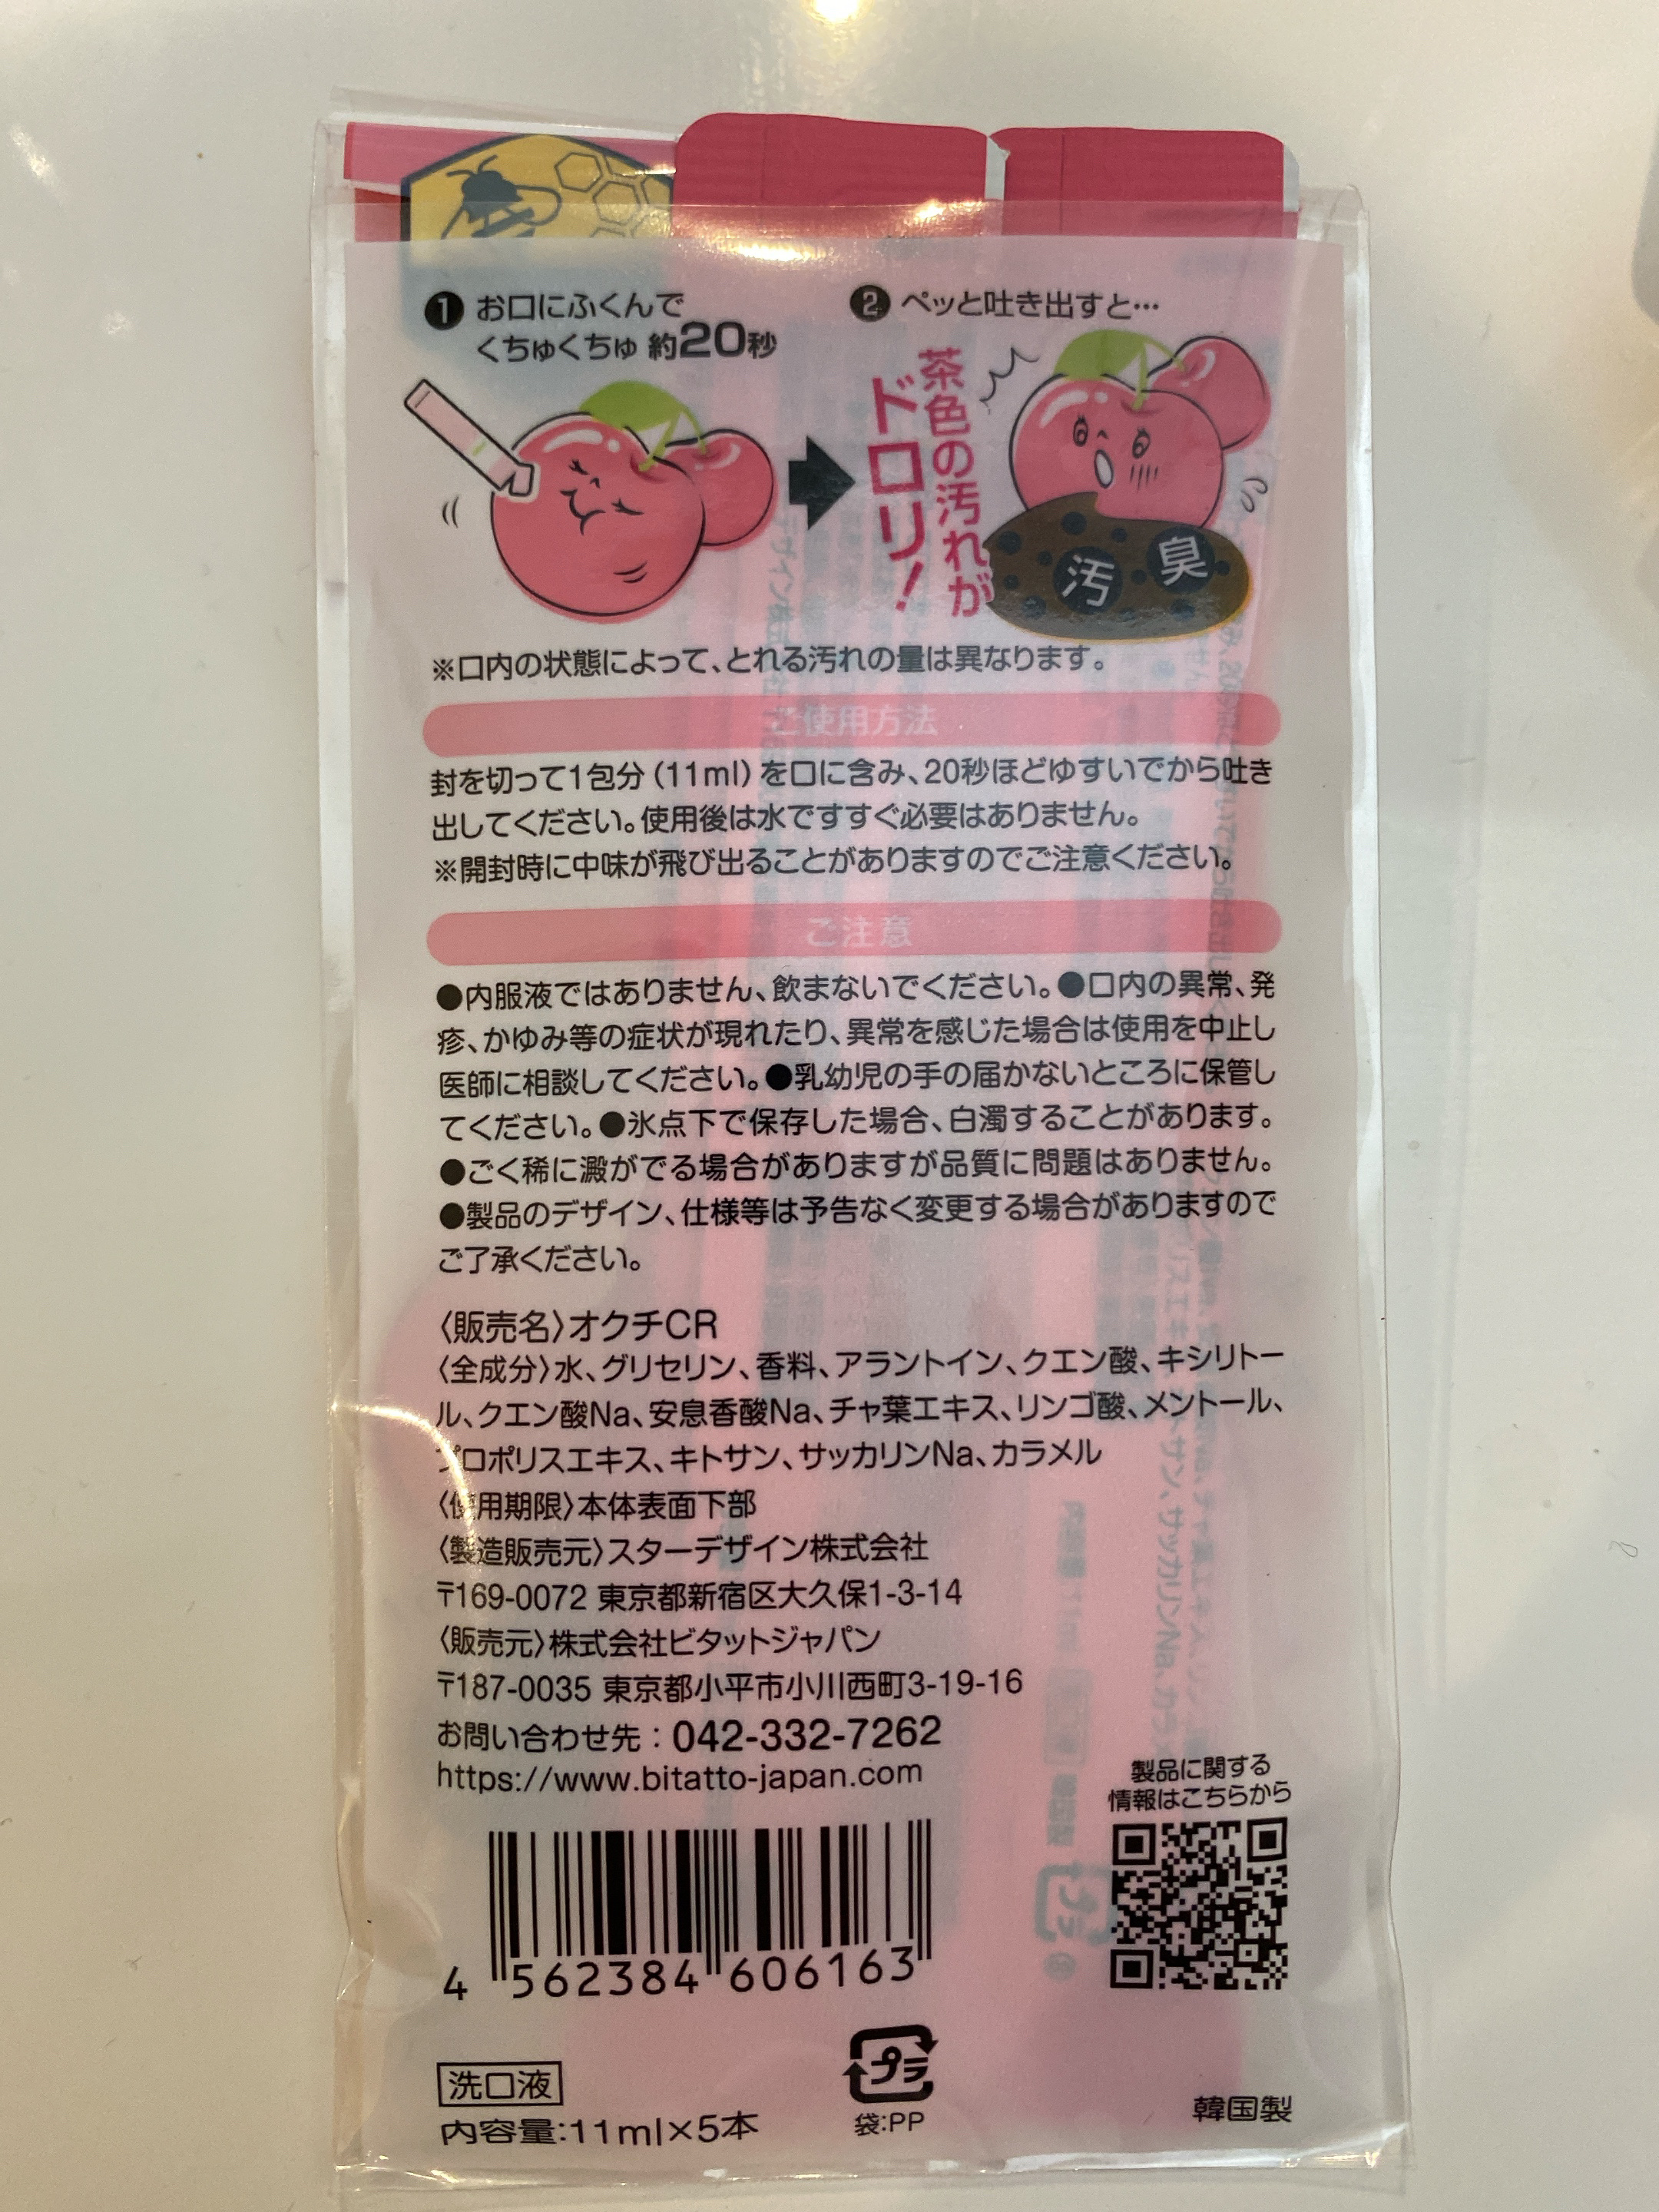 ❶ お口にふくんで
くちゅくちゅ 約20秒
❷ ペッと吐き出すと…
茶色の汚れが
ドロリ!
汚 臭
※口内の状態によって、とれる汚れの量は異なります。
ご使用方法
封を切って1包分(11ml)を口に含み、20秒ほどゆすいでから吐き
出してください。使用後は水ですすぐ必要はありません。
※開封時に中味が飛び出ることがありますのでご注意ください。
ご注意
●内服液ではありません、飲まないでください。●口内の異常、発
疹、かゆみ等の症状が現れたり、異常を感じた場合は使用を中止し
医師に相談してください。●乳幼児の手の届かないところに保管し
てください。●氷点下で保存した場合、白濁することがあります。
●ごく稀に澱がでる場合がありますが品質に問題はありません。
●製品のデザイン、仕様等は予告なく変更する場合がありますので
ご了承ください。
〈販売名〉オクチCR
〈全成分〉水、グリセリン、香料、アラントイン、クエン酸、キシリトー
ル、クエン酸Na、安息香酸Na、チャ葉エキス、リンゴ酸、メントール、
プロポリスエキス、キトサン、サッカリンNa、カラメル
〈使用期限〉本体表面下部
〈製造販売元〉スターデザイン株式会社
〒169-0072 東京都新宿区大久保1-3-14
〈販売元〉株式会社ビタットジャパン
〒187-0035 東京都小平市小川西町3-19-16
お問い合わせ先:042-332-7262
https://www.bitatto-japan.com
製品に関する
情報はこちらから
4 562384 606163
洗口液
内容量:11ml×5本
プラ
袋:PP
韓国製